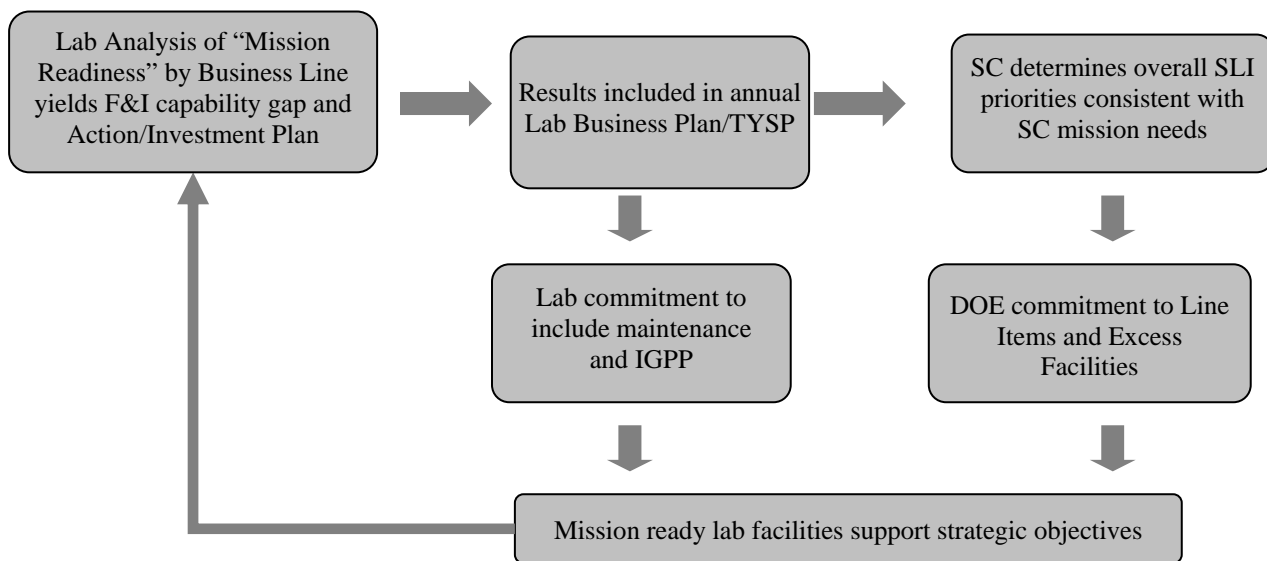 Lab Analysis of “Mission
Readiness” by Business Line
yields F&I capability gap and
Action/Investment Plan
Results included in annual
Lab Business Plan/TYSP
SC determines overall SLI
priorities consistent with
SC mission needs
Lab commitment to
include maintenance
and IGPP
DOE commitment to Line
Items and Excess
Facilities
Mission ready lab facilities support strategic objectives